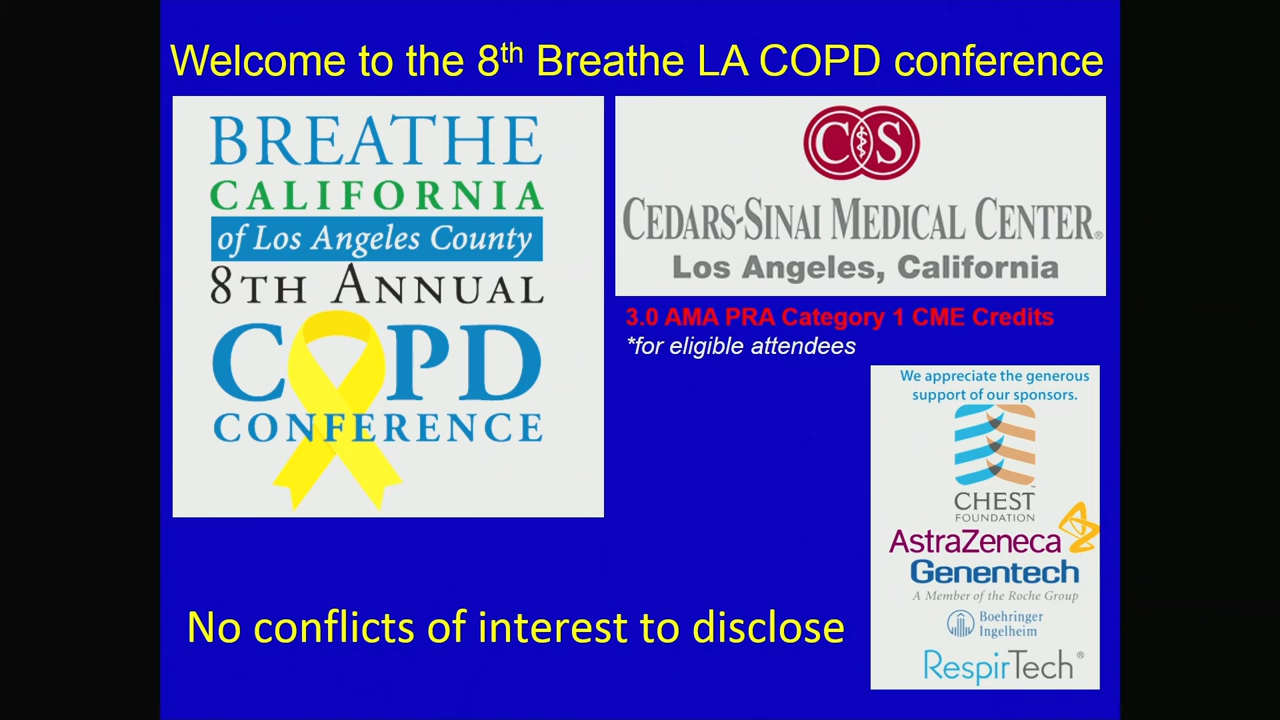 Welcome to the 8th Breathe LA COPD conference
BREATHE
CALIFORNIA
of Los Angeles County
8TH ANNUAL
COPD
CONFERENCE
CS
CEDARS-SINAI MEDICAL CENTER®
Los Angeles, California
3.0 AMA PRA Category 1 CME Credits
*for eligible attendees
We appreciate the generous
support of our sponsors.
CHEST
FOUNDATION
AstraZeneca
Genentech
A Member of the Roche Group
Boehringer
Ingelheim
RespirTech®
No conflicts of interest to disclose